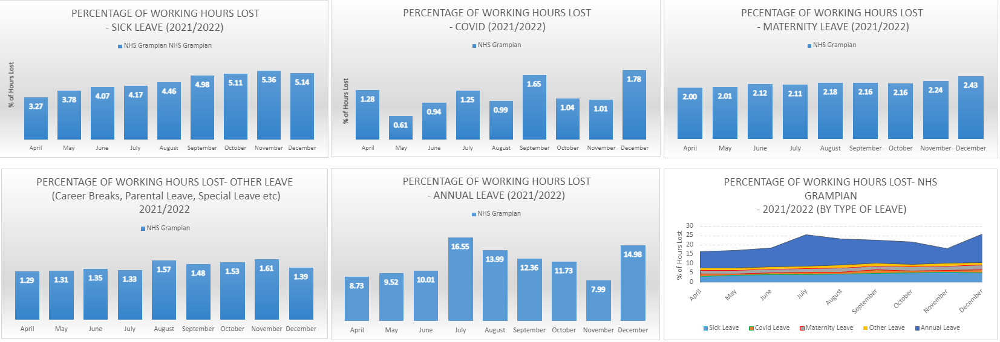 PERCENTAGE OF WORKING HOURS LOST
- SICK LEAVE (2021/2022)
NHS Grampian NHS Grampian
% of Hours Lost
3.27
3.78
4.07
4.17
4.46
4.98
5.11
5.36
5.14
April
May
June
July
August
September
October
November
December
PERCENTAGE OF WORKING HOURS LOST
- COVID (2021/2022)
NHS Grampian
% of Hours Lost
1.28
0.61
0.94
1.25
0.99
1.65
1.04
1.01
1.78
April
May
June
July
August
September
October
November
December
PECENTAGE OF WORKING HOURS LOST
- MATERNITY LEAVE (2021/2022)
NHS Grampian
2.00
2.01
2.12
2.11
2.18
2.16
2.16
2.24
2.43
April
May
June
July
August
September
October
November
December
PERCENTAGE OF WORKING HOURS LOST- OTHER LEAVE
(Career Breaks, Parental Leave, Special Leave etc)
2021/2022
NHS Grampian
1.29
1.31
1.35
1.33
1.57
1.48
1.53
1.61
1.39
April
May
June
July
August
September
October
November
December
PERCENTAGE OF WORKING HOURS LOST
- ANNUAL LEAVE (2021/2022)
NHS Grampian
8.73
9.52
10.01
16.55
13.99
12.36
11.73
7.99
14.98
April
May
June
July
August
September
October
November
December
PERCENTAGE OF WORKING HOURS LOST- NHS
GRAMPIAN
- 2021/2022 (BY TYPE OF LEAVE)
% of Hours Lost
30
25
20
15
10
5
0
April
May
June
July
August
September
October
November
December
Sick Leave
Covid Leave
Maternity Leave
Other Leave
Annual Leave